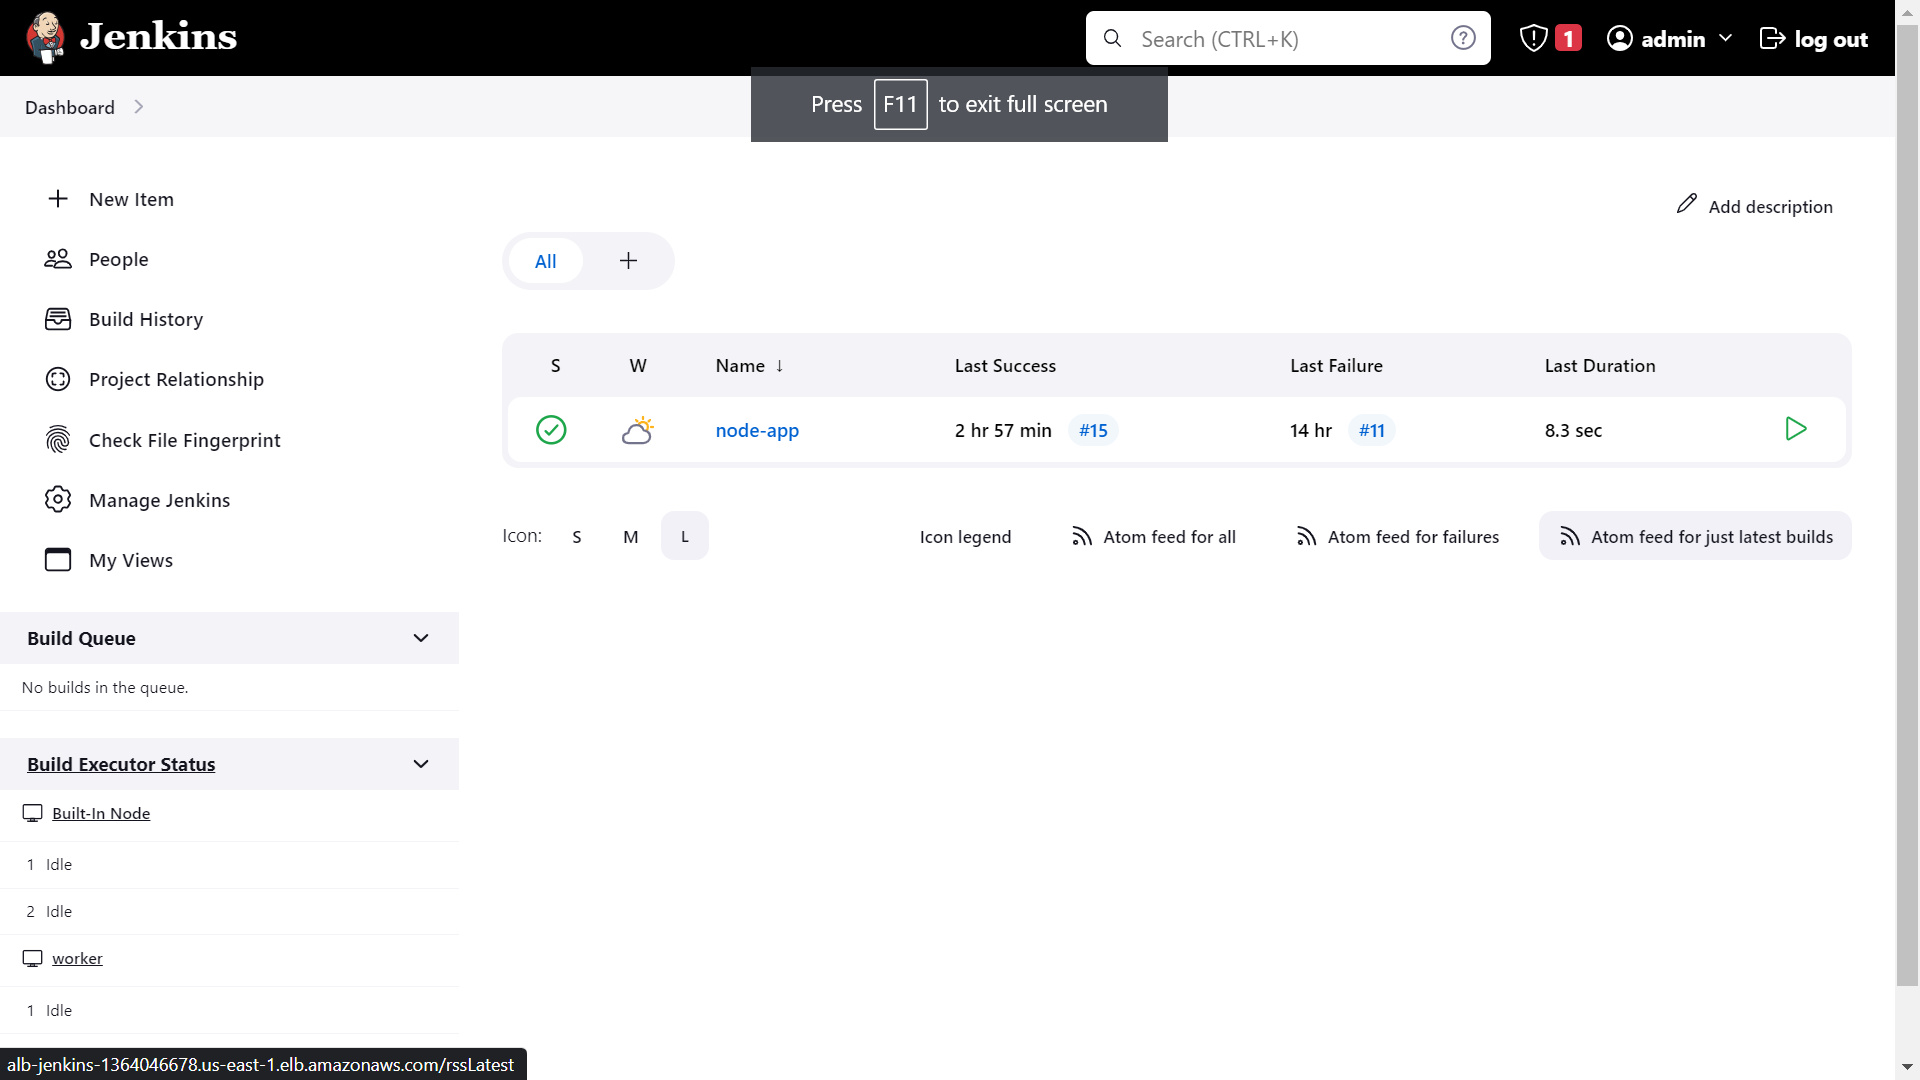 Jenkins
Search (CTRL+K)
1
admin
log out
Dashboard
Press F11 to exit full screen
New Item
People
Build History
Project Relationship
Check File Fingerprint
Manage Jenkins
My Views
Build Queue
No builds in the queue.
Build Executor Status
Built-In Node
1 Idle
2 Idle
worker
1 Idle
Add description
All
S W Name ↓ Last Success Last Failure Last Duration
node-app 2 hr 57 min #15 14 hr #11 8.3 sec
Icon: S M L
Icon legend
Atom feed for all
Atom feed for failures
Atom feed for just latest builds
alb-jenkins-1364046678.us-east-1.elb.amazonaws.com/rssLatest